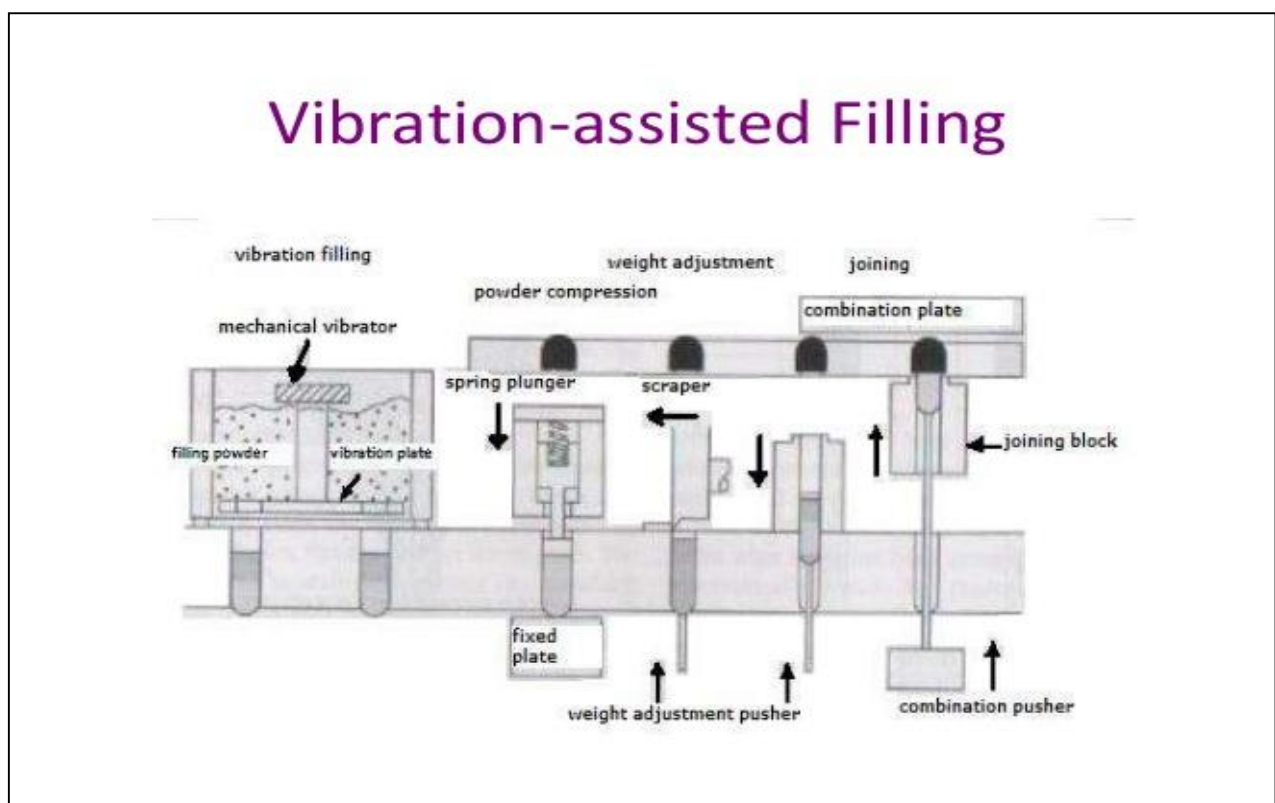 Vibration-assisted Filling
vibration filling
weight adjustment
joining
powder compression
combination plate
mechanical vibrator
spring plunger
scraper
joining block
filling powder
vibration plate
fixed
plate
weight adjustment pusher
combination pusher